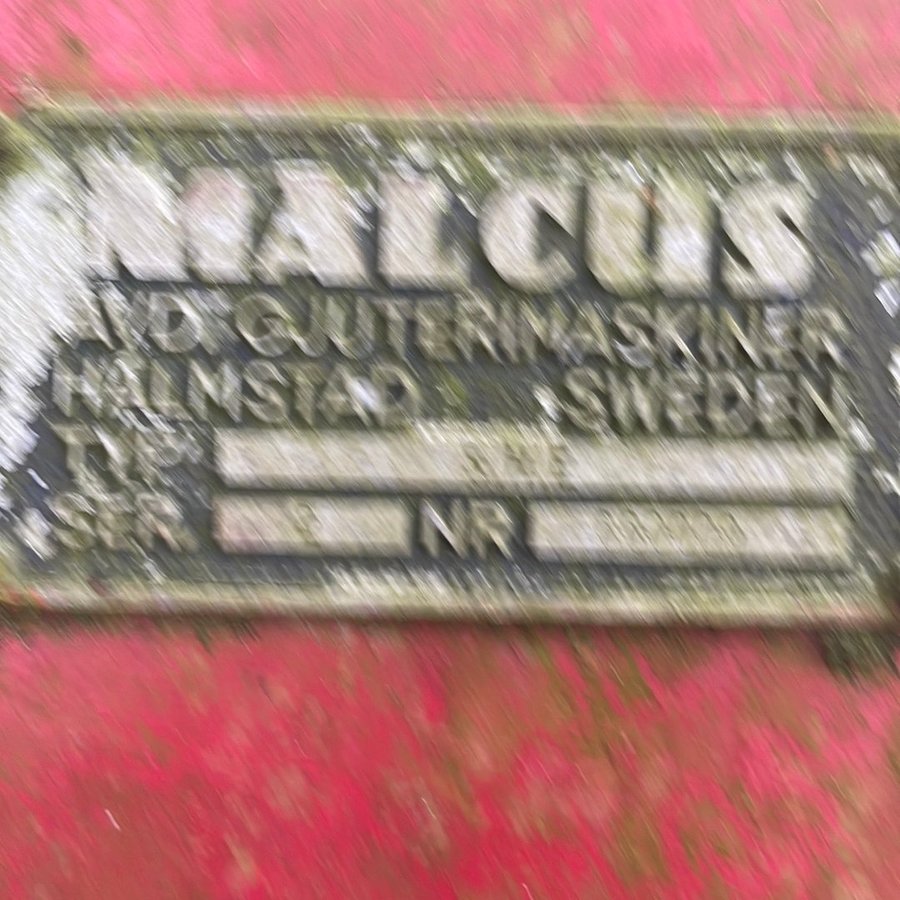 MALCUS
AVD. GJUTERIMASKINER
HALMSTAD SWEDEN
TYP
SER. NR